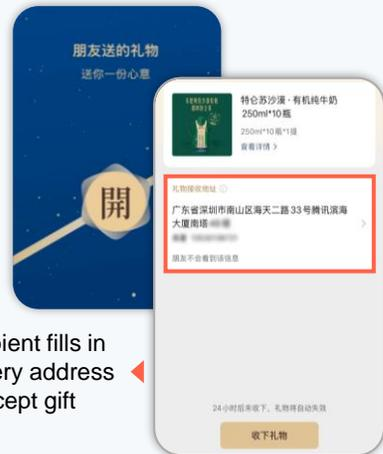 朋友送的礼物
送你一份心意
開
特仑苏沙漠·有机纯牛奶
250ml*10瓶
250ml*10瓶*1提
查看详情 >
礼物接收地址
广东省深圳市南山区海天二路33号腾讯滨海
大厦南塔
朋友不会看到该信息
24小时后未收下，礼物将自动失效
收下礼物
pient fills in
ery address
cept gift